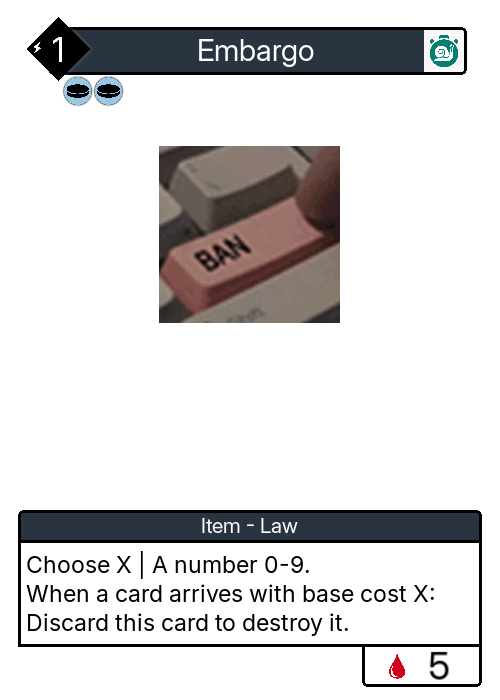 1
Embargo
BAN
Shift
Item - Law
Choose X | A number 0-9.
When a card arrives with base cost X:
Discard this card to destroy it.
5